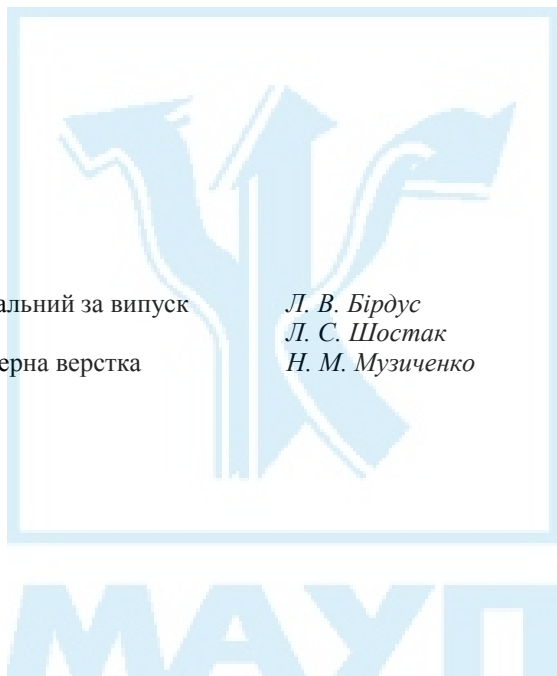 альний за випуск Л. В. Бірдус
Л. С. Шостак
ерна верстка Н. М. Музиченко
МАУП